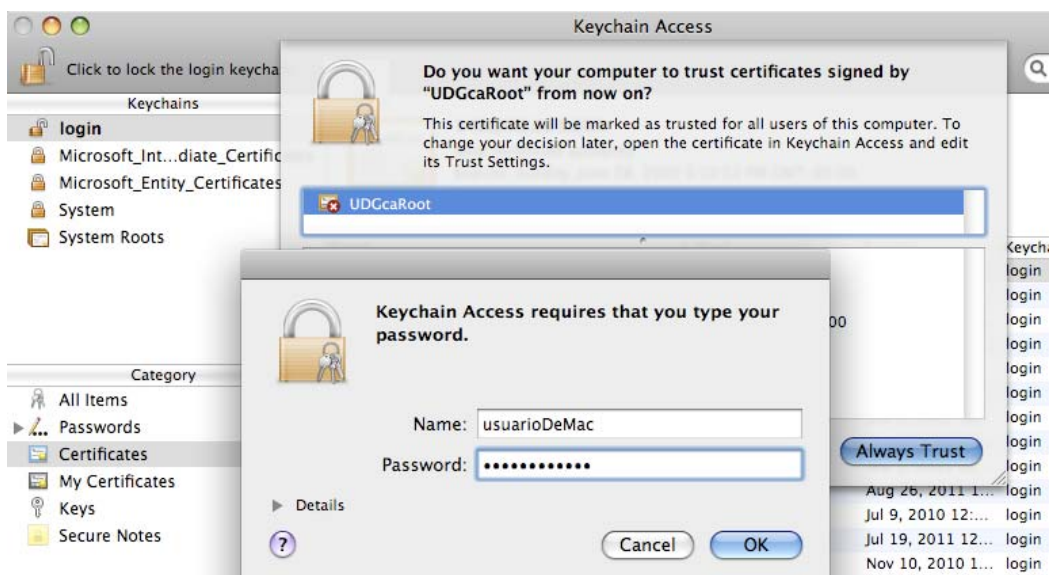 Keychain Access
Click to lock the login keycha
Keychains
login
Microsoft_Int...diate_Certific
Microsoft_Entity_Certificates
System
System Roots
Category
All Items
Passwords
Certificates
My Certificates
Keys
Secure Notes
Do you want your computer to trust certificates signed by
“UDGcaRoot” from now on?
This certificate will be marked as trusted for all users of this computer. To
change your decision later, open the certificate in Keychain Access and edit
its Trust Settings.
UDGcaRoot
00
Always Trust
Keychain Access requires that you type your
password.
Name: usuarioDeMac
Password: ••••••••••••
Details
?
Cancel
OK
Keycha
login
login
login
login
login
login
login
login
login
Aug 26, 2011 1... login
Jul 9, 2010 12:... login
Jul 19, 2011 12... login
Nov 10, 2010 1... login